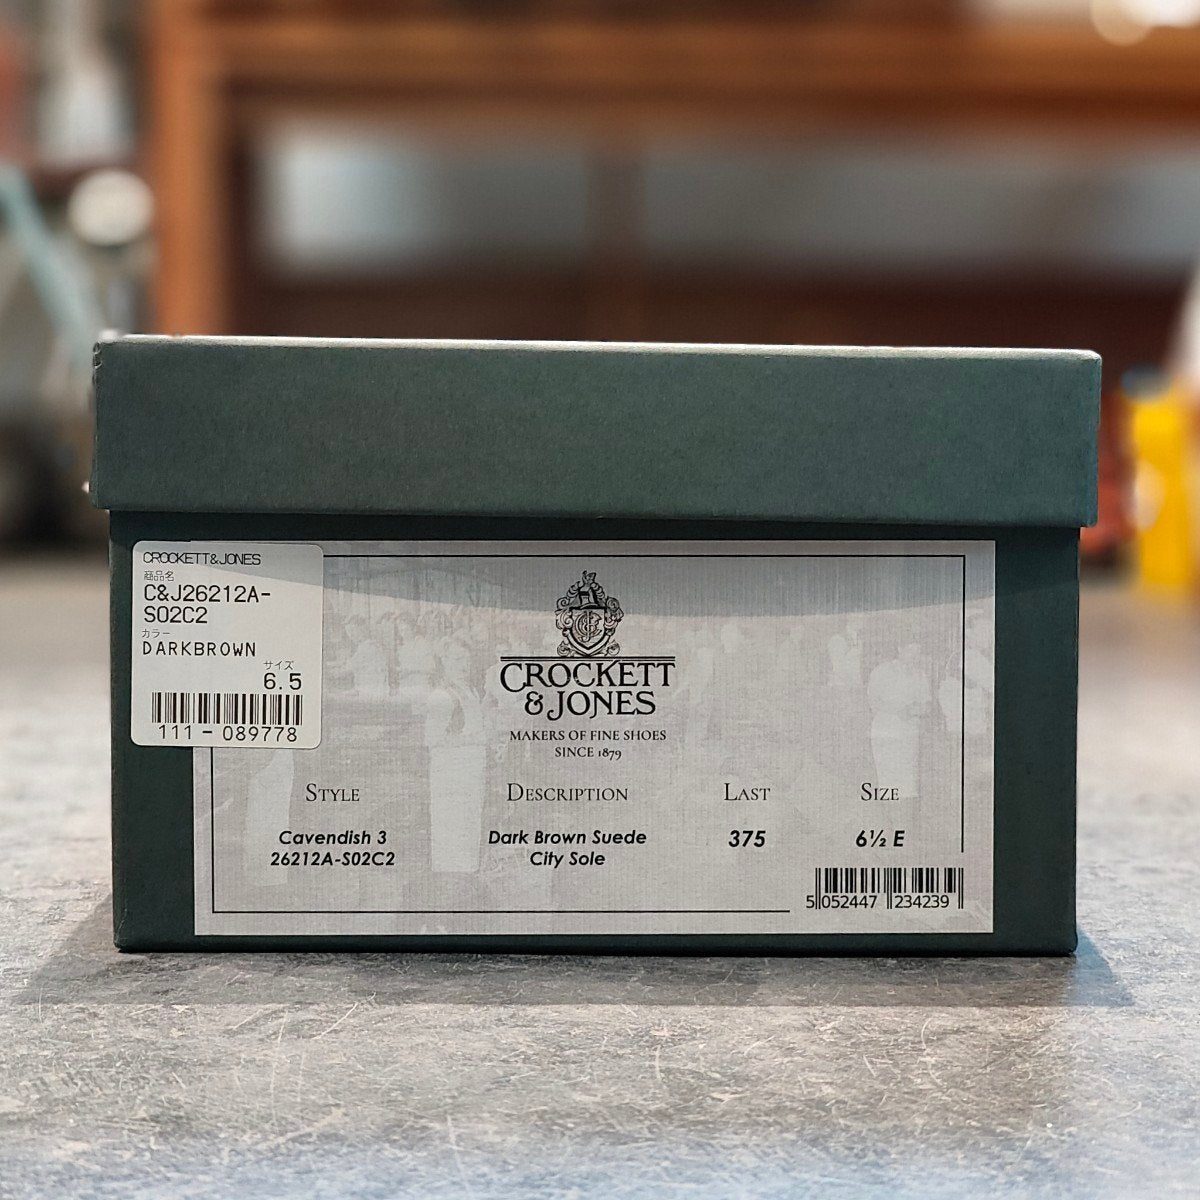 CROCKETT&JONES
商品名
C&J26212A-
S02C2
カラー
DARKBROWN
サイズ
6.5
111-089778
CROCKETT
& JONES
MAKERS OF FINE SHOES
SINCE 1879
STYLE DESCRIPTION LAST SIZE
Cavendish 3 Dark Brown Suede 375 6½ E
26212A-S02C2 City Sole
5 052447 234239